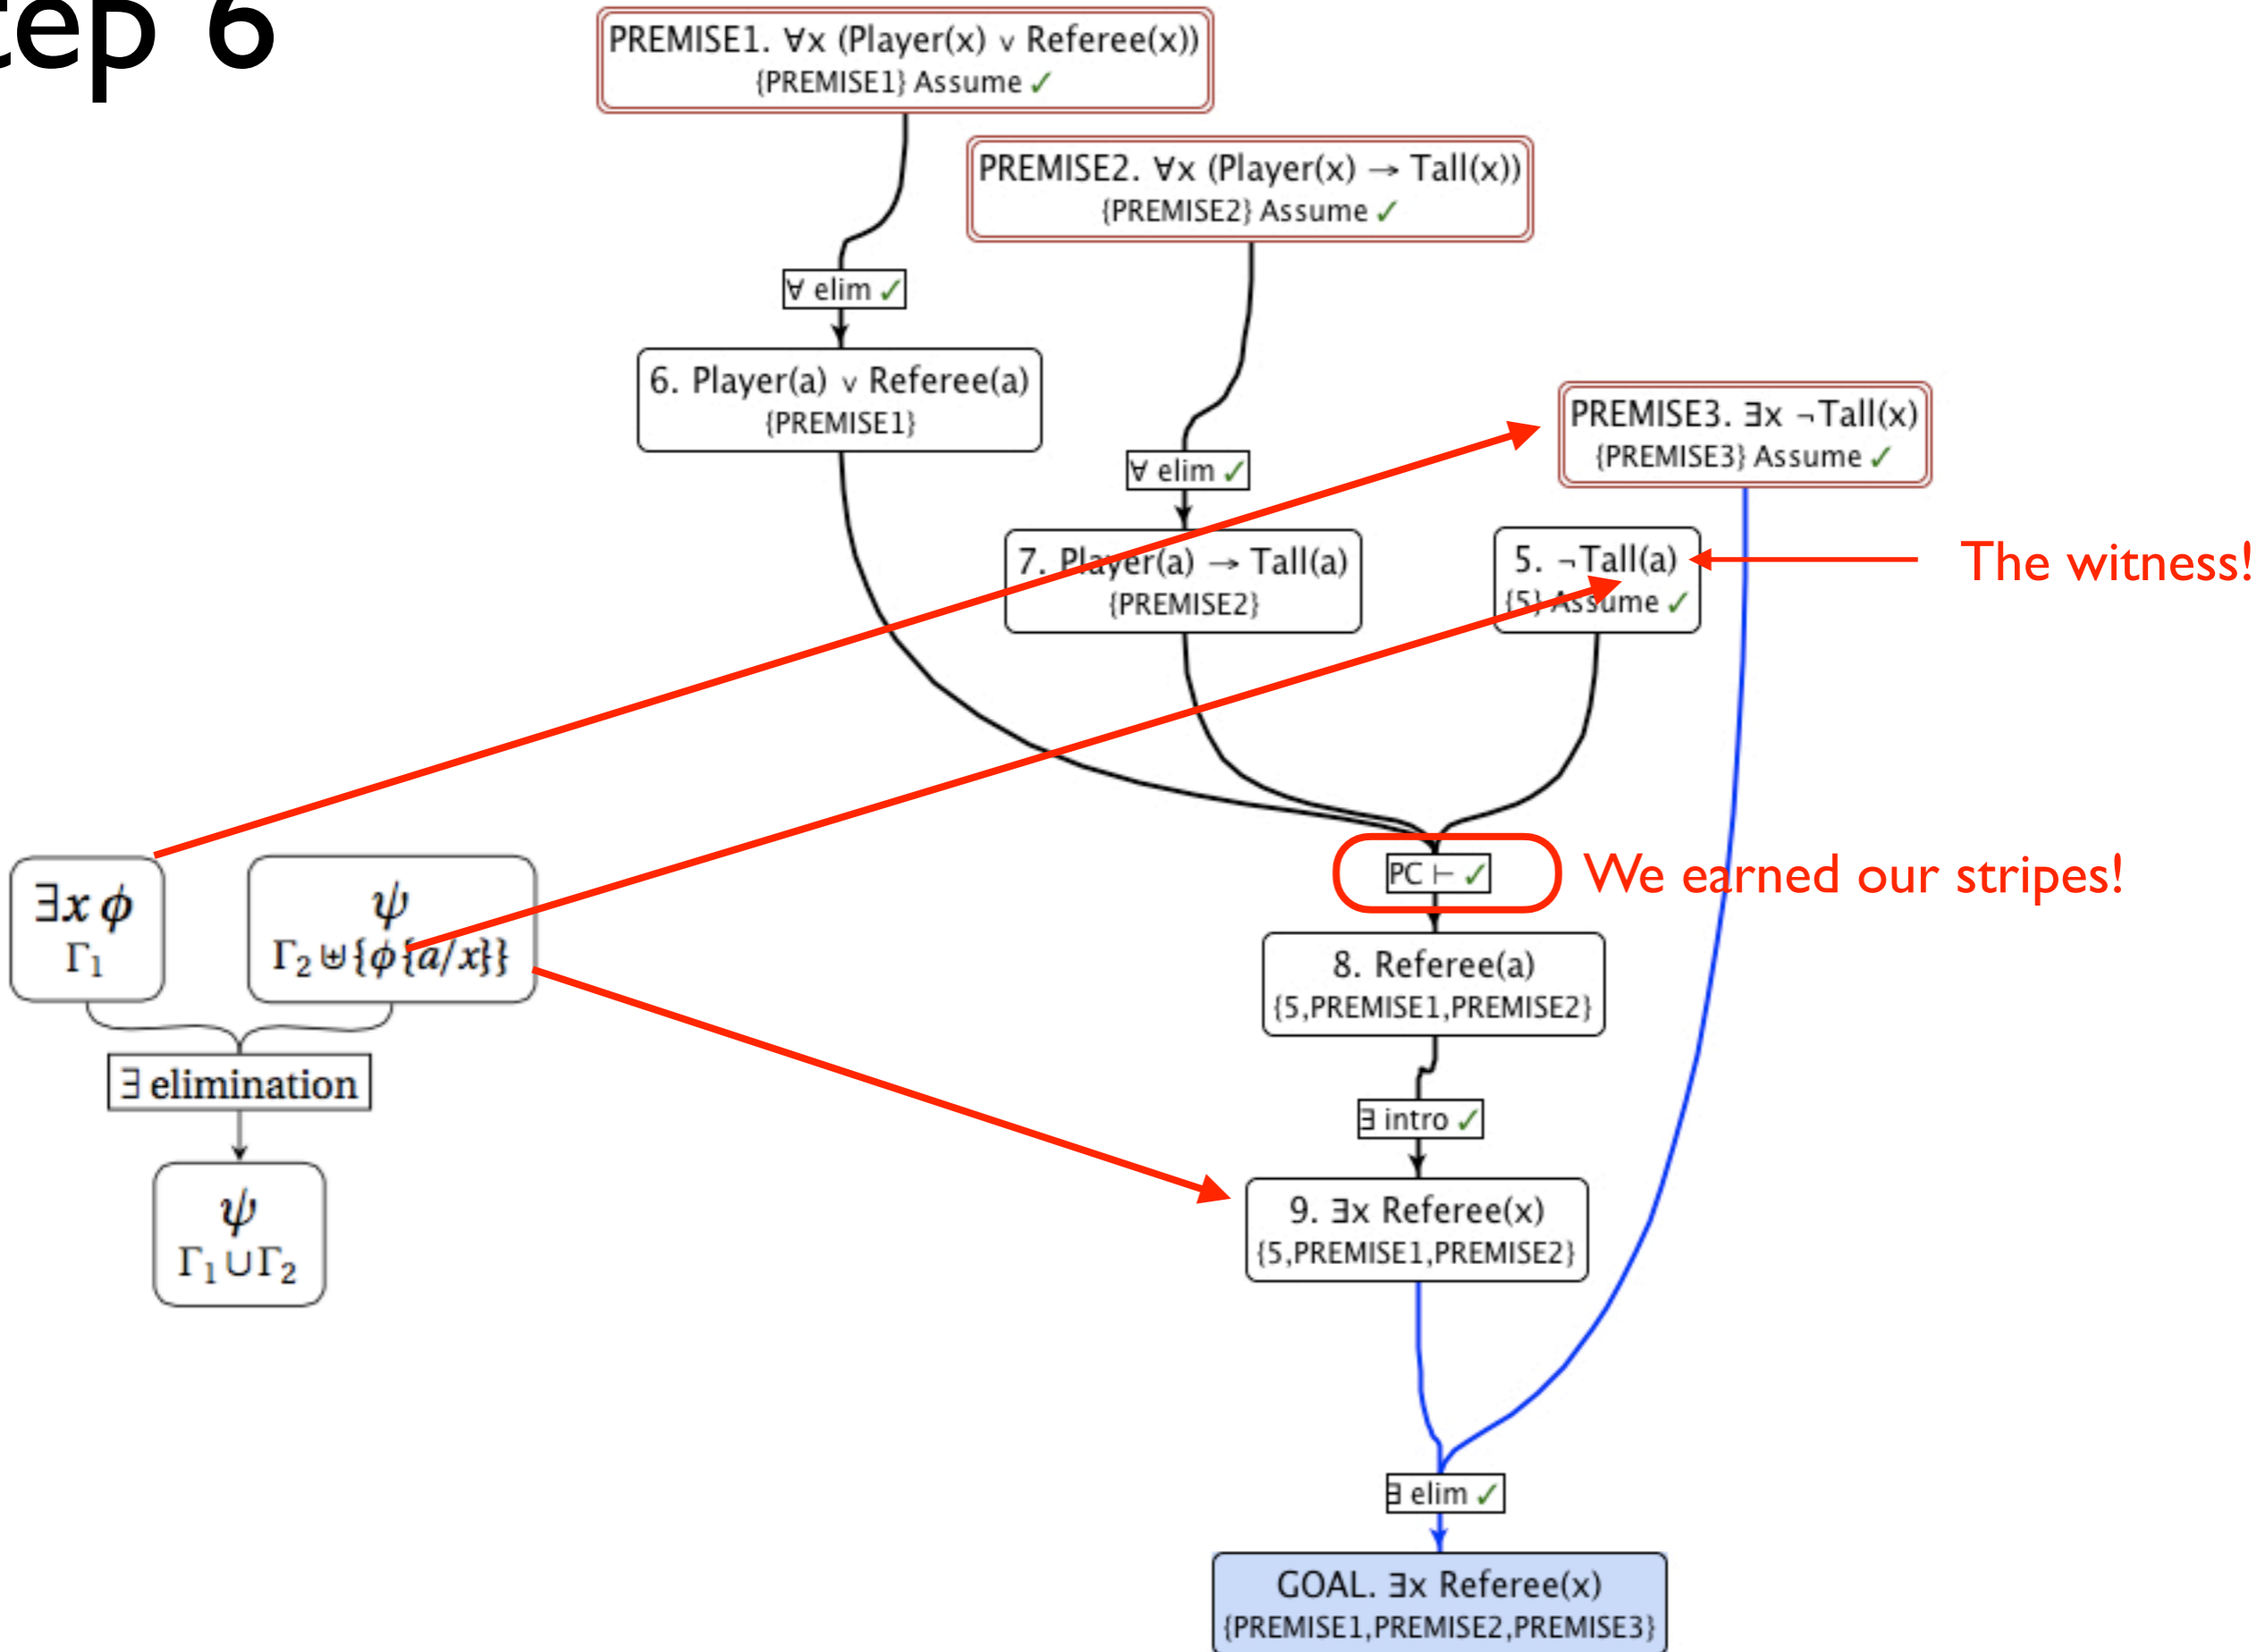 tep 6
PREMISE1. ∀x (Player(x) ∨ Referee(x))
{PREMISE1} Assume ✓
PREMISE2. ∀x (Player(x) → Tall(x))
{PREMISE2} Assume ✓
∀ elim ✓
6. Player(a) ∨ Referee(a)
{PREMISE1}
PREMISE3. ∃x ¬Tall(x)
{PREMISE3} Assume ✓
∀ elim ✓
7. Player(a) → Tall(a)
{PREMISE2}
5. ¬Tall(a)
{5} Assume ✓
The witness!
PC ⊢ ✓
We earned our stripes!
∃x ϕ
Γ₁
ψ
Γ₂ ⊎ {ϕ{a/x}}
8. Referee(a)
{5,PREMISE1,PREMISE2}
∃ elimination
∃ intro ✓
ψ
Γ₁ ∪ Γ₂
9. ∃x Referee(x)
{5,PREMISE1,PREMISE2}
∃ elim ✓
GOAL. ∃x Referee(x)
{PREMISE1,PREMISE2,PREMISE3}